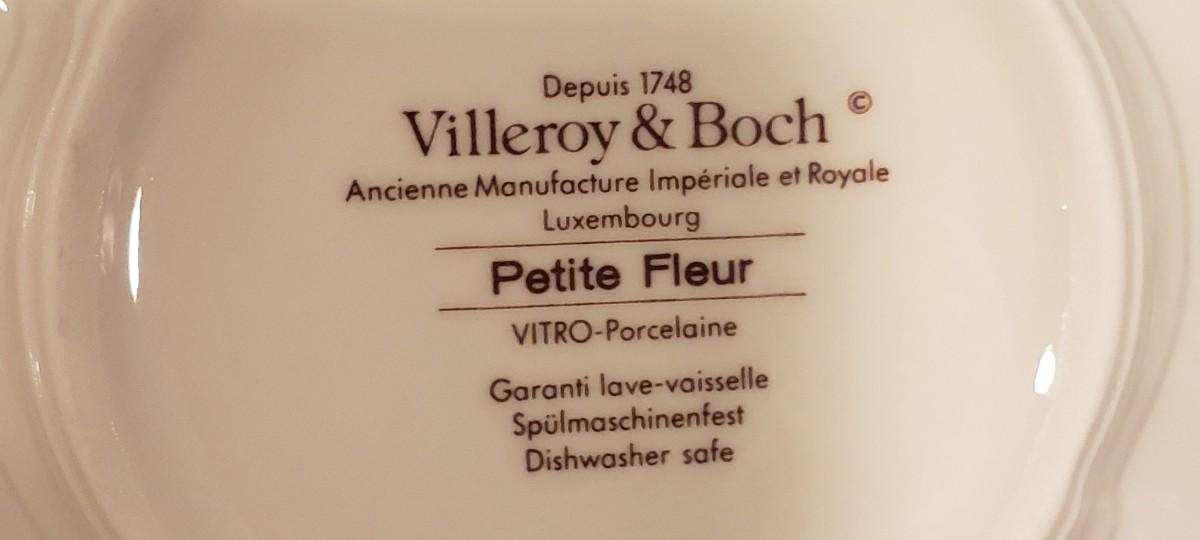 Depuis 1748
Villeroy & Boch ©
Ancienne Manufacture Impériale et Royale
Luxembourg
Petite Fleur
VITRO-Porcelaine
Garanti lave-vaisselle
Spülmaschinenfest
Dishwasher safe